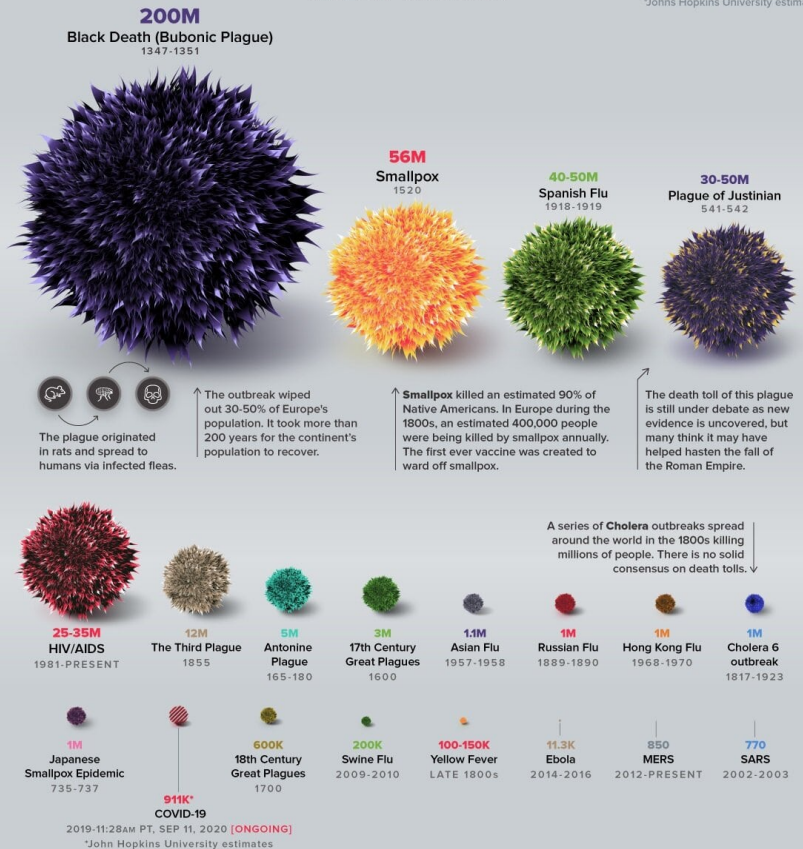 *Johns Hopkins University estima
200M
Black Death (Bubonic Plague)
1347-1351
56M
Smallpox
1520
40-50M
Spanish Flu
1918-1919
30-50M
Plague of Justinian
541-542
The plague originated
in rats and spread to
humans via infected fleas.
The outbreak wiped
out 30-50% of Europe's
population. It took more than
200 years for the continent's
population to recover.
Smallpox killed an estimated 90% of
Native Americans. In Europe during the
1800s, an estimated 400,000 people
were being killed by smallpox annually.
The first ever vaccine was created to
ward off smallpox.
The death toll of this plague
is still under debate as new
evidence is uncovered, but
many think it may have
helped hasten the fall of
the Roman Empire.
A series of Cholera outbreaks spread
around the world in the 1800s killing
millions of people. There is no solid
consensus on death tolls.
25-35M
HIV/AIDS
1981-PRESENT
12M
The Third Plague
1855
5M
Antonine
Plague
165-180
3M
17th Century
Great Plagues
1600
1.1M
Asian Flu
1957-1958
1M
Russian Flu
1889-1890
1M
Hong Kong Flu
1968-1970
1M
Cholera 6
outbreak
1817-1923
1M
Japanese
Smallpox Epidemic
735-737
911K*
COVID-19
2019-11:28AM PT, SEP 11, 2020 [ONGOING]
*John Hopkins University estimates
600K
18th Century
Great Plagues
1700
200K
Swine Flu
2009-2010
100-150K
Yellow Fever
LATE 1800s
11.3K
Ebola
2014-2016
850
MERS
2012-PRESENT
770
SARS
2002-2003